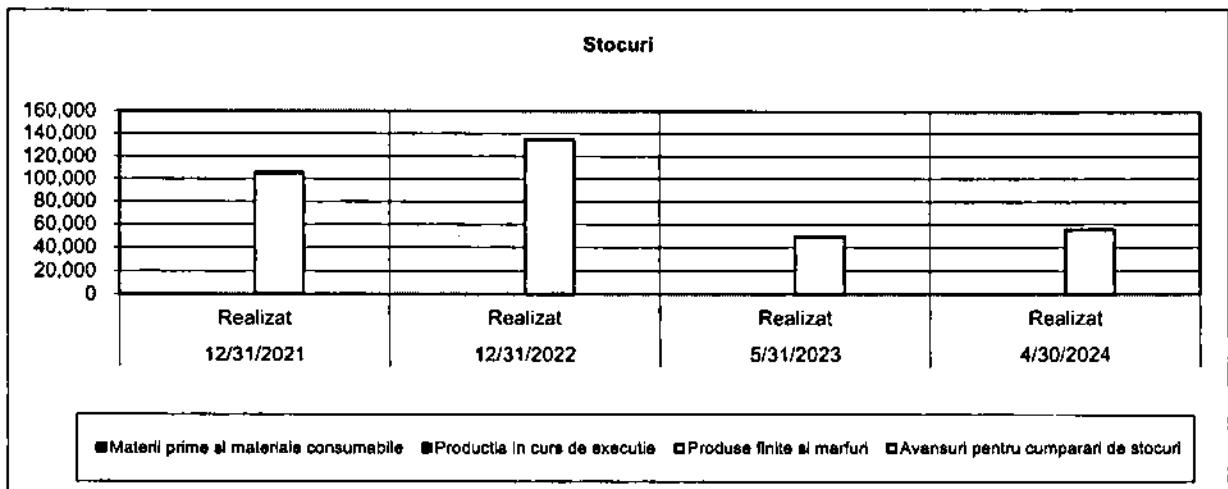 Stocuri
160,000
140,000
120,000
100,000
80,000
60,000
40,000
20,000
0
Realizat Realizat Realizat Realizat
12/31/2021 12/31/2022 5/31/2023 4/30/2024
Materii prime si materiale consumabile Productia in curs de executie Produse finite si marfuri Avansuri pentru cumparari de stocuri